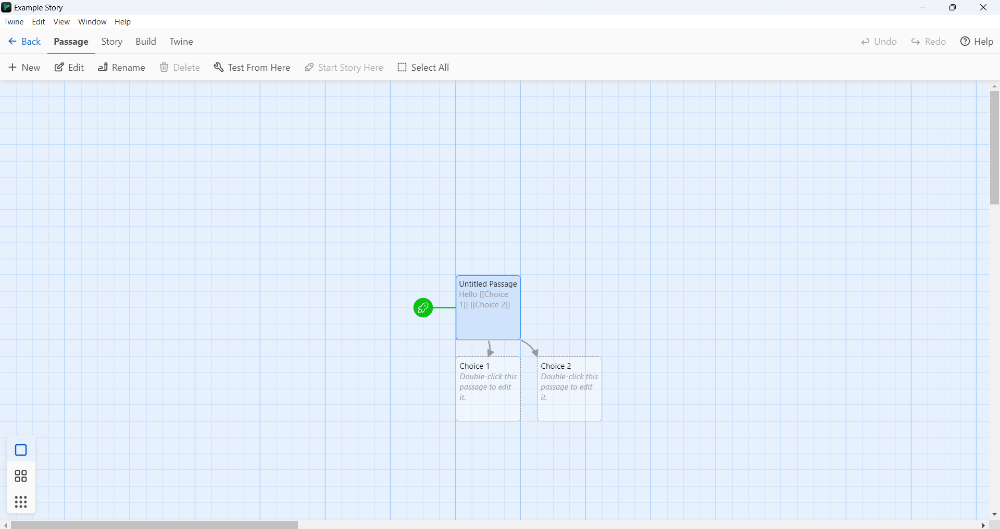 Example Story
Twine Edit View Window Help
Back Passage Story Build Twine Undo Redo Help
New Edit Rename Delete Test From Here Start Story Here Select All
Untitled Passage
Hello [[Choice
1]] [[Choice 2]]
Choice 1
Double-click this
passage to edit
it.
Choice 2
Double-click this
passage to edit
it.